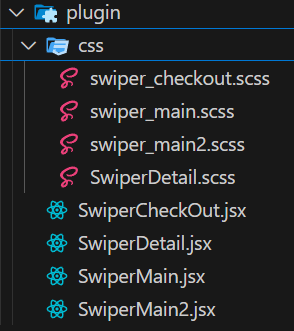 plugin
css
swiper_checkout.scss
swiper_main.scss
swiper_main2.scss
SwiperDetail.scss
SwiperCheckOut.jsx
SwiperDetail.jsx
SwiperMain.jsx
SwiperMain2.jsx